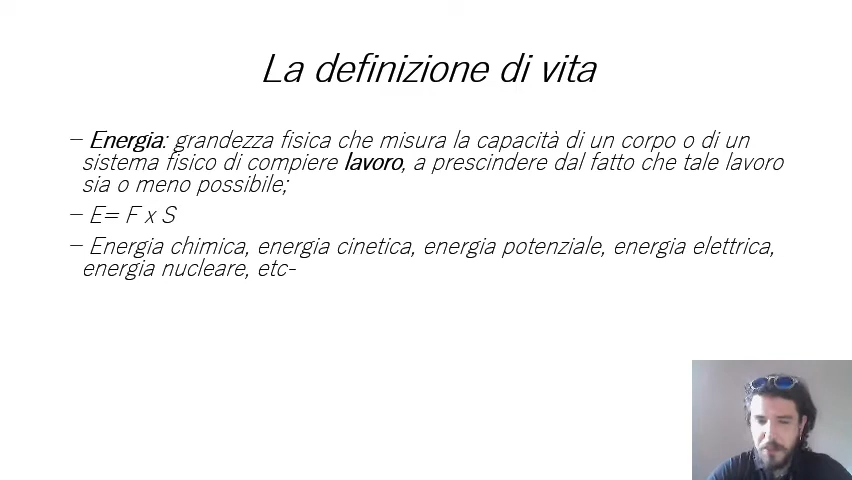 La definizione di vita
– Energia: grandezza fisica che misura la capacità di un corpo o di un
sistema fisico di compiere lavoro, a prescindere dal fatto che tale lavoro
sia o meno possibile;
– E= F x S
– Energia chimica, energia cinetica, energia potenziale, energia elettrica,
energia nucleare, etc-